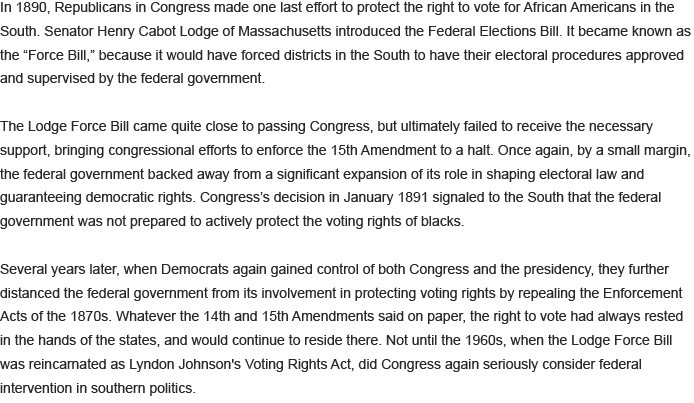 In 1890, Republicans in Congress made one last effort to protect the right to vote for African Americans in the
South. Senator Henry Cabot Lodge of Massachusetts introduced the Federal Elections Bill. It became known as
the “Force Bill,” because it would have forced districts in the South to have their electoral procedures approved
and supervised by the federal government.

The Lodge Force Bill came quite close to passing Congress, but ultimately failed to receive the necessary
support, bringing congressional efforts to enforce the 15th Amendment to a halt. Once again, by a small margin,
the federal government backed away from a significant expansion of its role in shaping electoral law and
guaranteeing democratic rights. Congress’s decision in January 1891 signaled to the South that the federal
government was not prepared to actively protect the voting rights of blacks.

Several years later, when Democrats again gained control of both Congress and the presidency, they further
distanced the federal government from its involvement in protecting voting rights by repealing the Enforcement
Acts of the 1870s. Whatever the 14th and 15th Amendments said on paper, the right to vote had always rested
in the hands of the states, and would continue to reside there. Not until the 1960s, when the Lodge Force Bill
was reincarnated as Lyndon Johnson's Voting Rights Act, did Congress again seriously consider federal
intervention in southern politics.